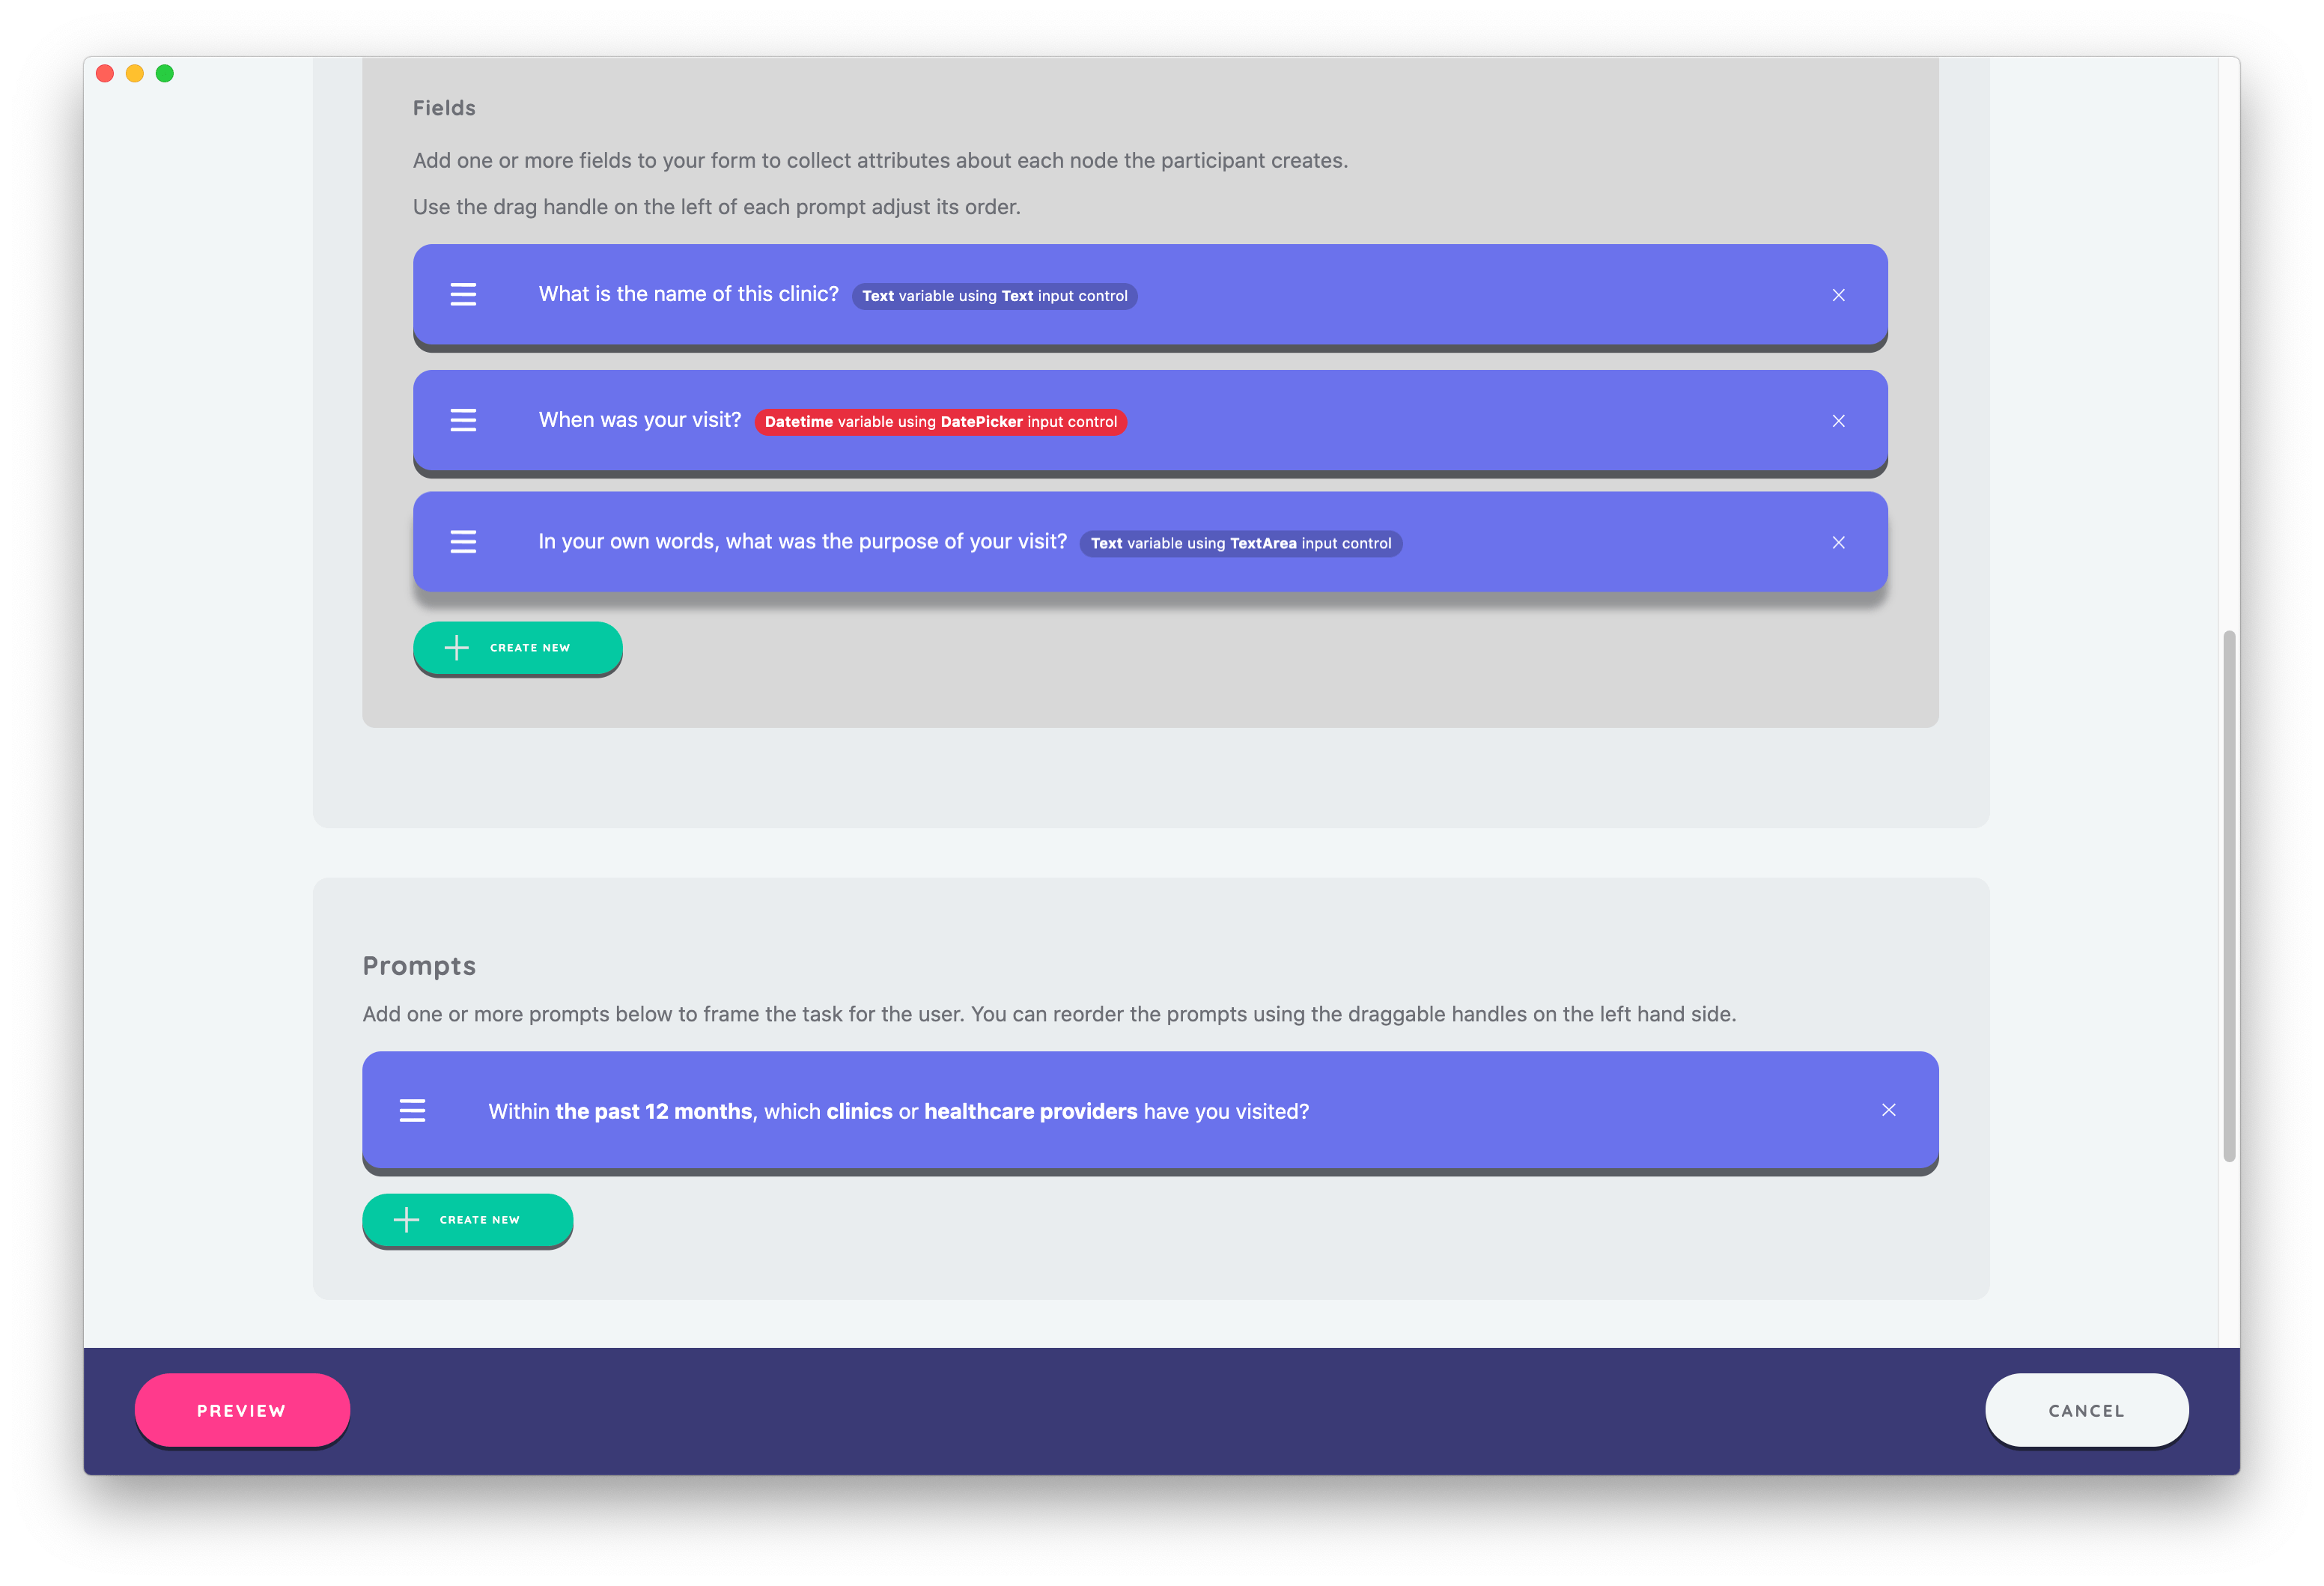 Fields
Add one or more fields to your form to collect attributes about each node the participant creates.
Use the drag handle on the left of each prompt adjust its order.
What is the name of this clinic? Text variable using Text input control
When was your visit? Datetime variable using DatePicker input control
In your own words, what was the purpose of your visit? Text variable using TextArea input control
CREATE NEW
Prompts
Add one or more prompts below to frame the task for the user. You can reorder the prompts using the draggable handles on the left hand side.
Within the past 12 months, which clinics or healthcare providers have you visited?
CREATE NEW
PREVIEW
CANCEL